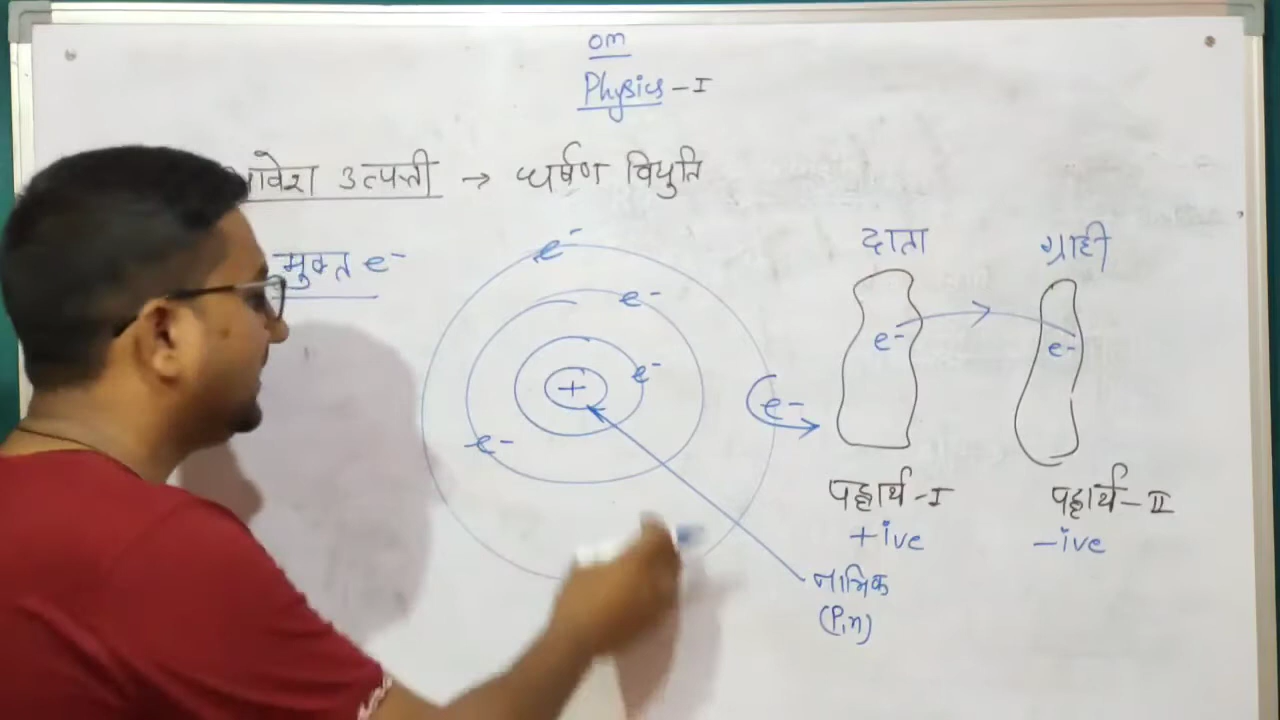 om
Physics - I
आवेश उत्पत्ती → घर्षण विद्युति
मुक्त e⁻
दाता ग्राही
e⁻
e⁻
e⁻
e⁻
e⁻
+
e⁻
e⁻
पदार्थ - I पदार्थ - II
+ive -ive
नाभिक
(P,n)